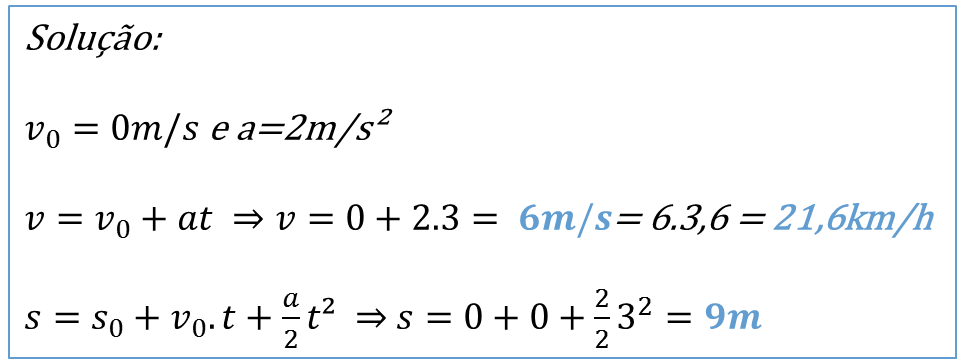 Solução:
v₀ = 0m/s e a=2m/s²
v = v₀ + at ⇒ v = 0 + 2.3 = 6m/s= 6.3,6 = 21,6km/h
s = s₀ + v₀.t + a/2 t² ⇒ s = 0 + 0 + 2/2 3² = 9m